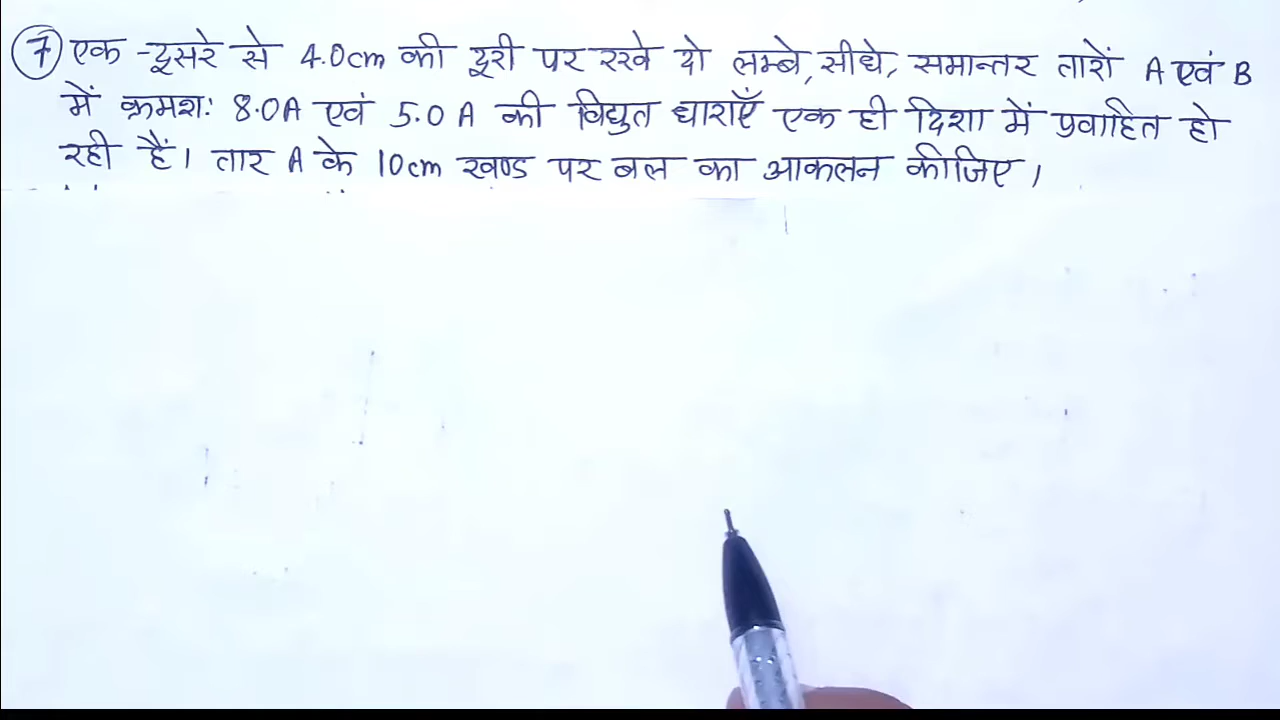 7 एक दूसरे से 4.0cm की दूरी पर रखे दो लम्बे, सीधे, समान्तर तारों A एवं B
में क्रमश: 8.0A एवं 5.0 A की विद्युत धाराएँ एक ही दिशा में प्रवाहित हो
रही हैं। तार A के 10cm खण्ड पर बल का आकलन कीजिए।